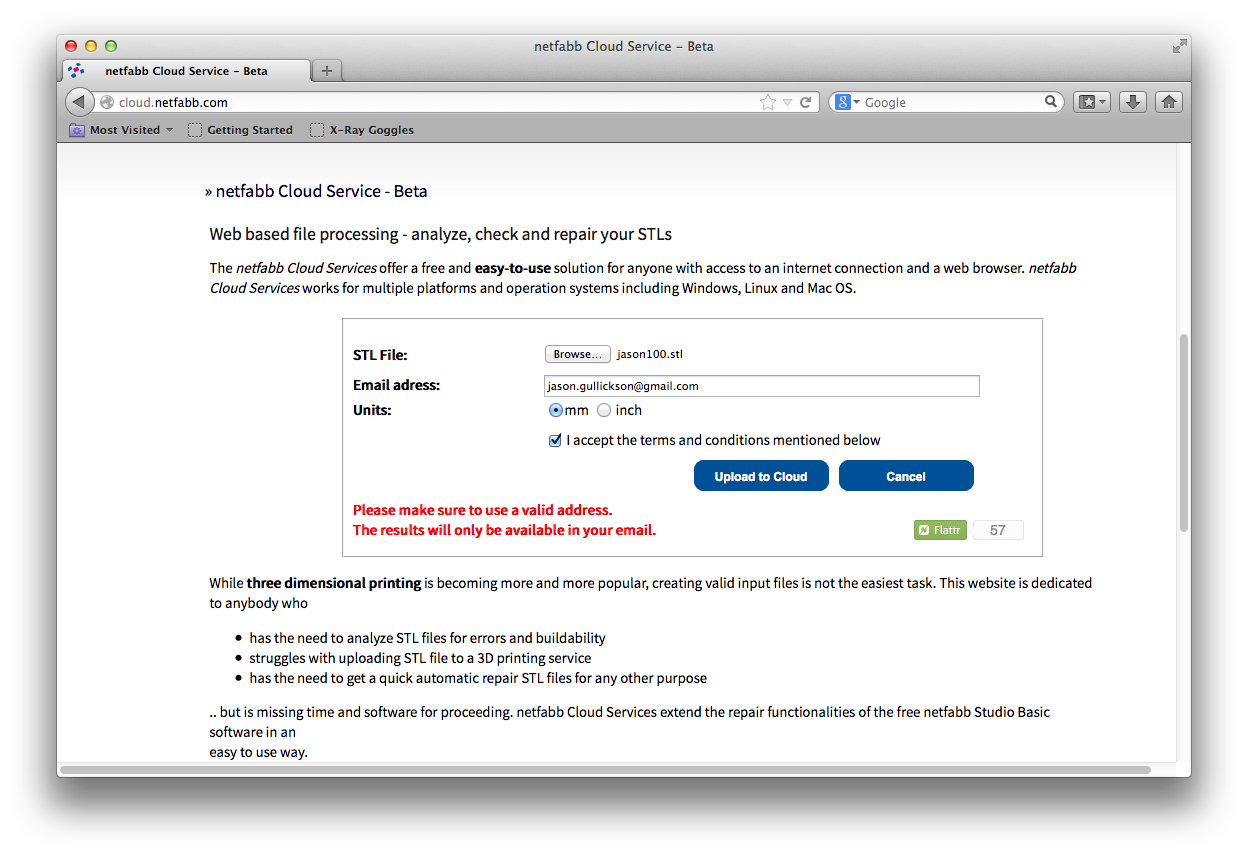 netfabb Cloud Service – Beta
netfabb Cloud Service – Beta
cloud.netfabb.com
8
Google
Most Visited
Getting Started
X-Ray Goggles
» netfabb Cloud Service - Beta
Web based file processing - analyze, check and repair your STLs
The netfabb Cloud Services offer a free and easy-to-use solution for anyone with access to an internet connection and a web browser. netfabb
Cloud Services works for multiple platforms and operation systems including Windows, Linux and Mac OS.
STL File:
Browse...
jason100.stl
Email adress:
jason.gullickson@gmail.com
Units:
mm
inch
I accept the terms and conditions mentioned below
Upload to Cloud
Cancel
Please make sure to use a valid address.
The results will only be available in your email.
Flattr
57
While three dimensional printing is becoming more and more popular, creating valid input files is not the easiest task. This website is dedicated
to anybody who
• has the need to analyze STL files for errors and buildability
• struggles with uploading STL file to a 3D printing service
• has the need to get a quick automatic repair STL files for any other purpose
.. but is missing time and software for proceeding. netfabb Cloud Services extend the repair functionalities of the free netfabb Studio Basic
software in an
easy to use way.